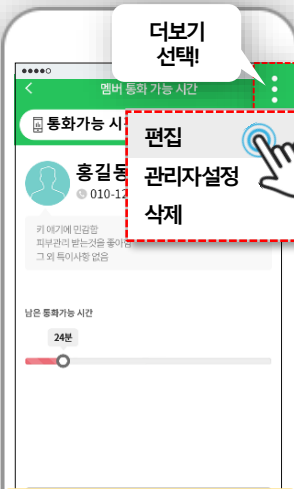 더보기
선택!
멤버 통화 가능 시간
통화가능 시
편집
관리자설정
삭제
홍길동
010-12
키 얘기에 민감함
피부관리 받는것을 좋아
그 외 특이사항 없음
남은 통화가능 시간
24분